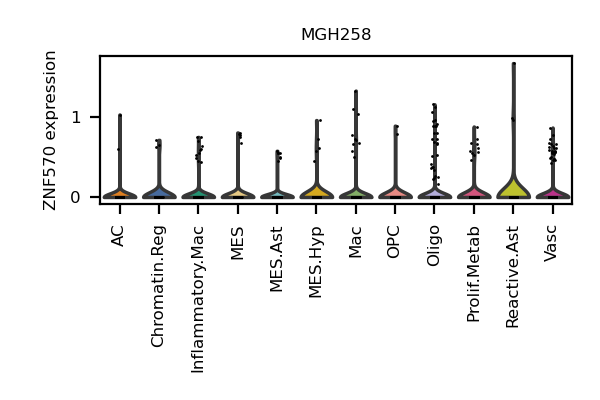 MGH258
ZNF570 expression
1
0
AC
Chromatin.Reg
Inflammatory.Mac
MES
MES.Ast
MES.Hyp
Mac
OPC
Oligo
Prolif.Metab
Reactive.Ast
Vasc